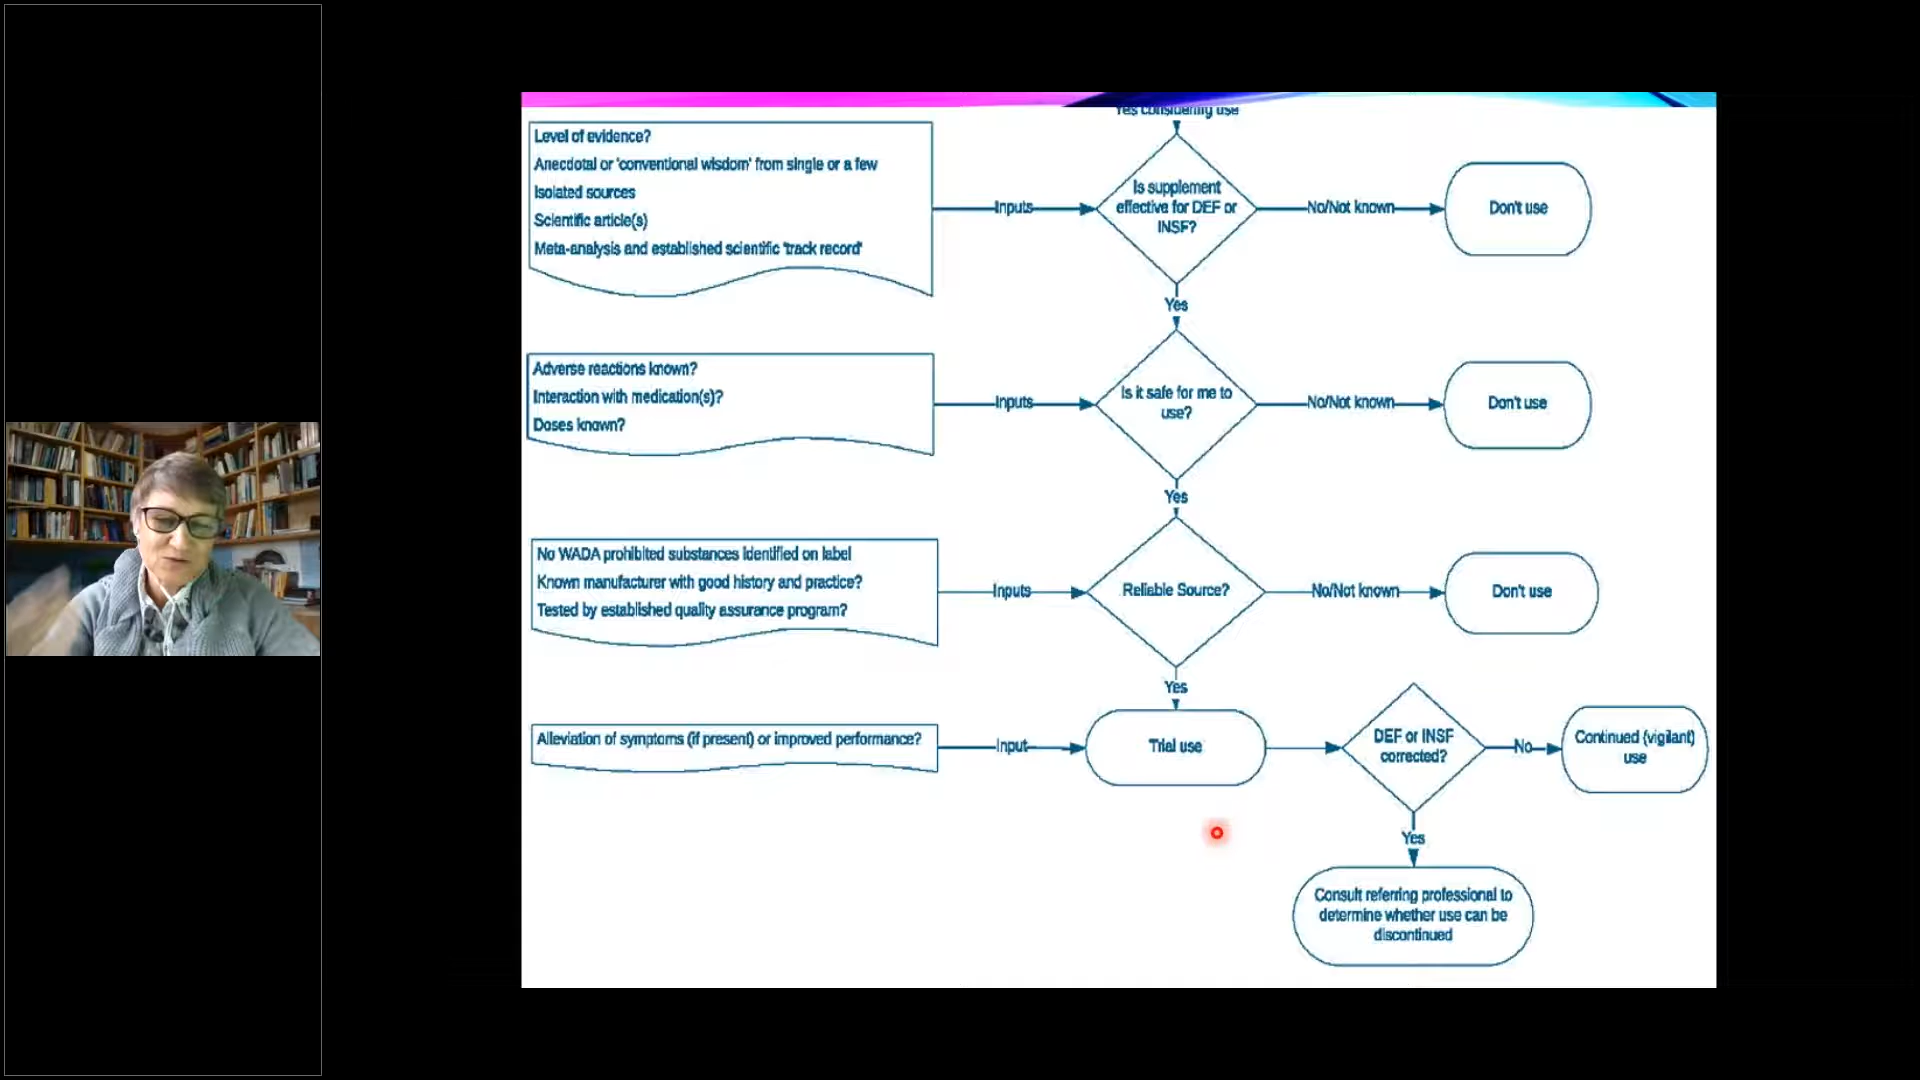 Yes considering use
Level of evidence?
Anecdotal or 'conventional wisdom' from single or a few
Isolated sources
Scientific article(s)
Meta-analysis and established scientific 'track record'
Inputs
Is supplement
effective for DEF or
INSF?
No/Not known
Don't use
Yes
Adverse reactions known?
Interaction with medication(s)?
Doses known?
Inputs
Is it safe for me to
use?
No/Not known
Don't use
Yes
No WADA prohibited substances identified on label
Known manufacturer with good history and practice?
Tested by established quality assurance program?
Inputs
Reliable Source?
No/Not known
Don't use
Yes
Alleviation of symptoms (if present) or improved performance?
Input
Trial use
DEF or INSF
corrected?
No
Continued (vigilant)
use
Yes
Consult referring professional to
determine whether use can be
discontinued